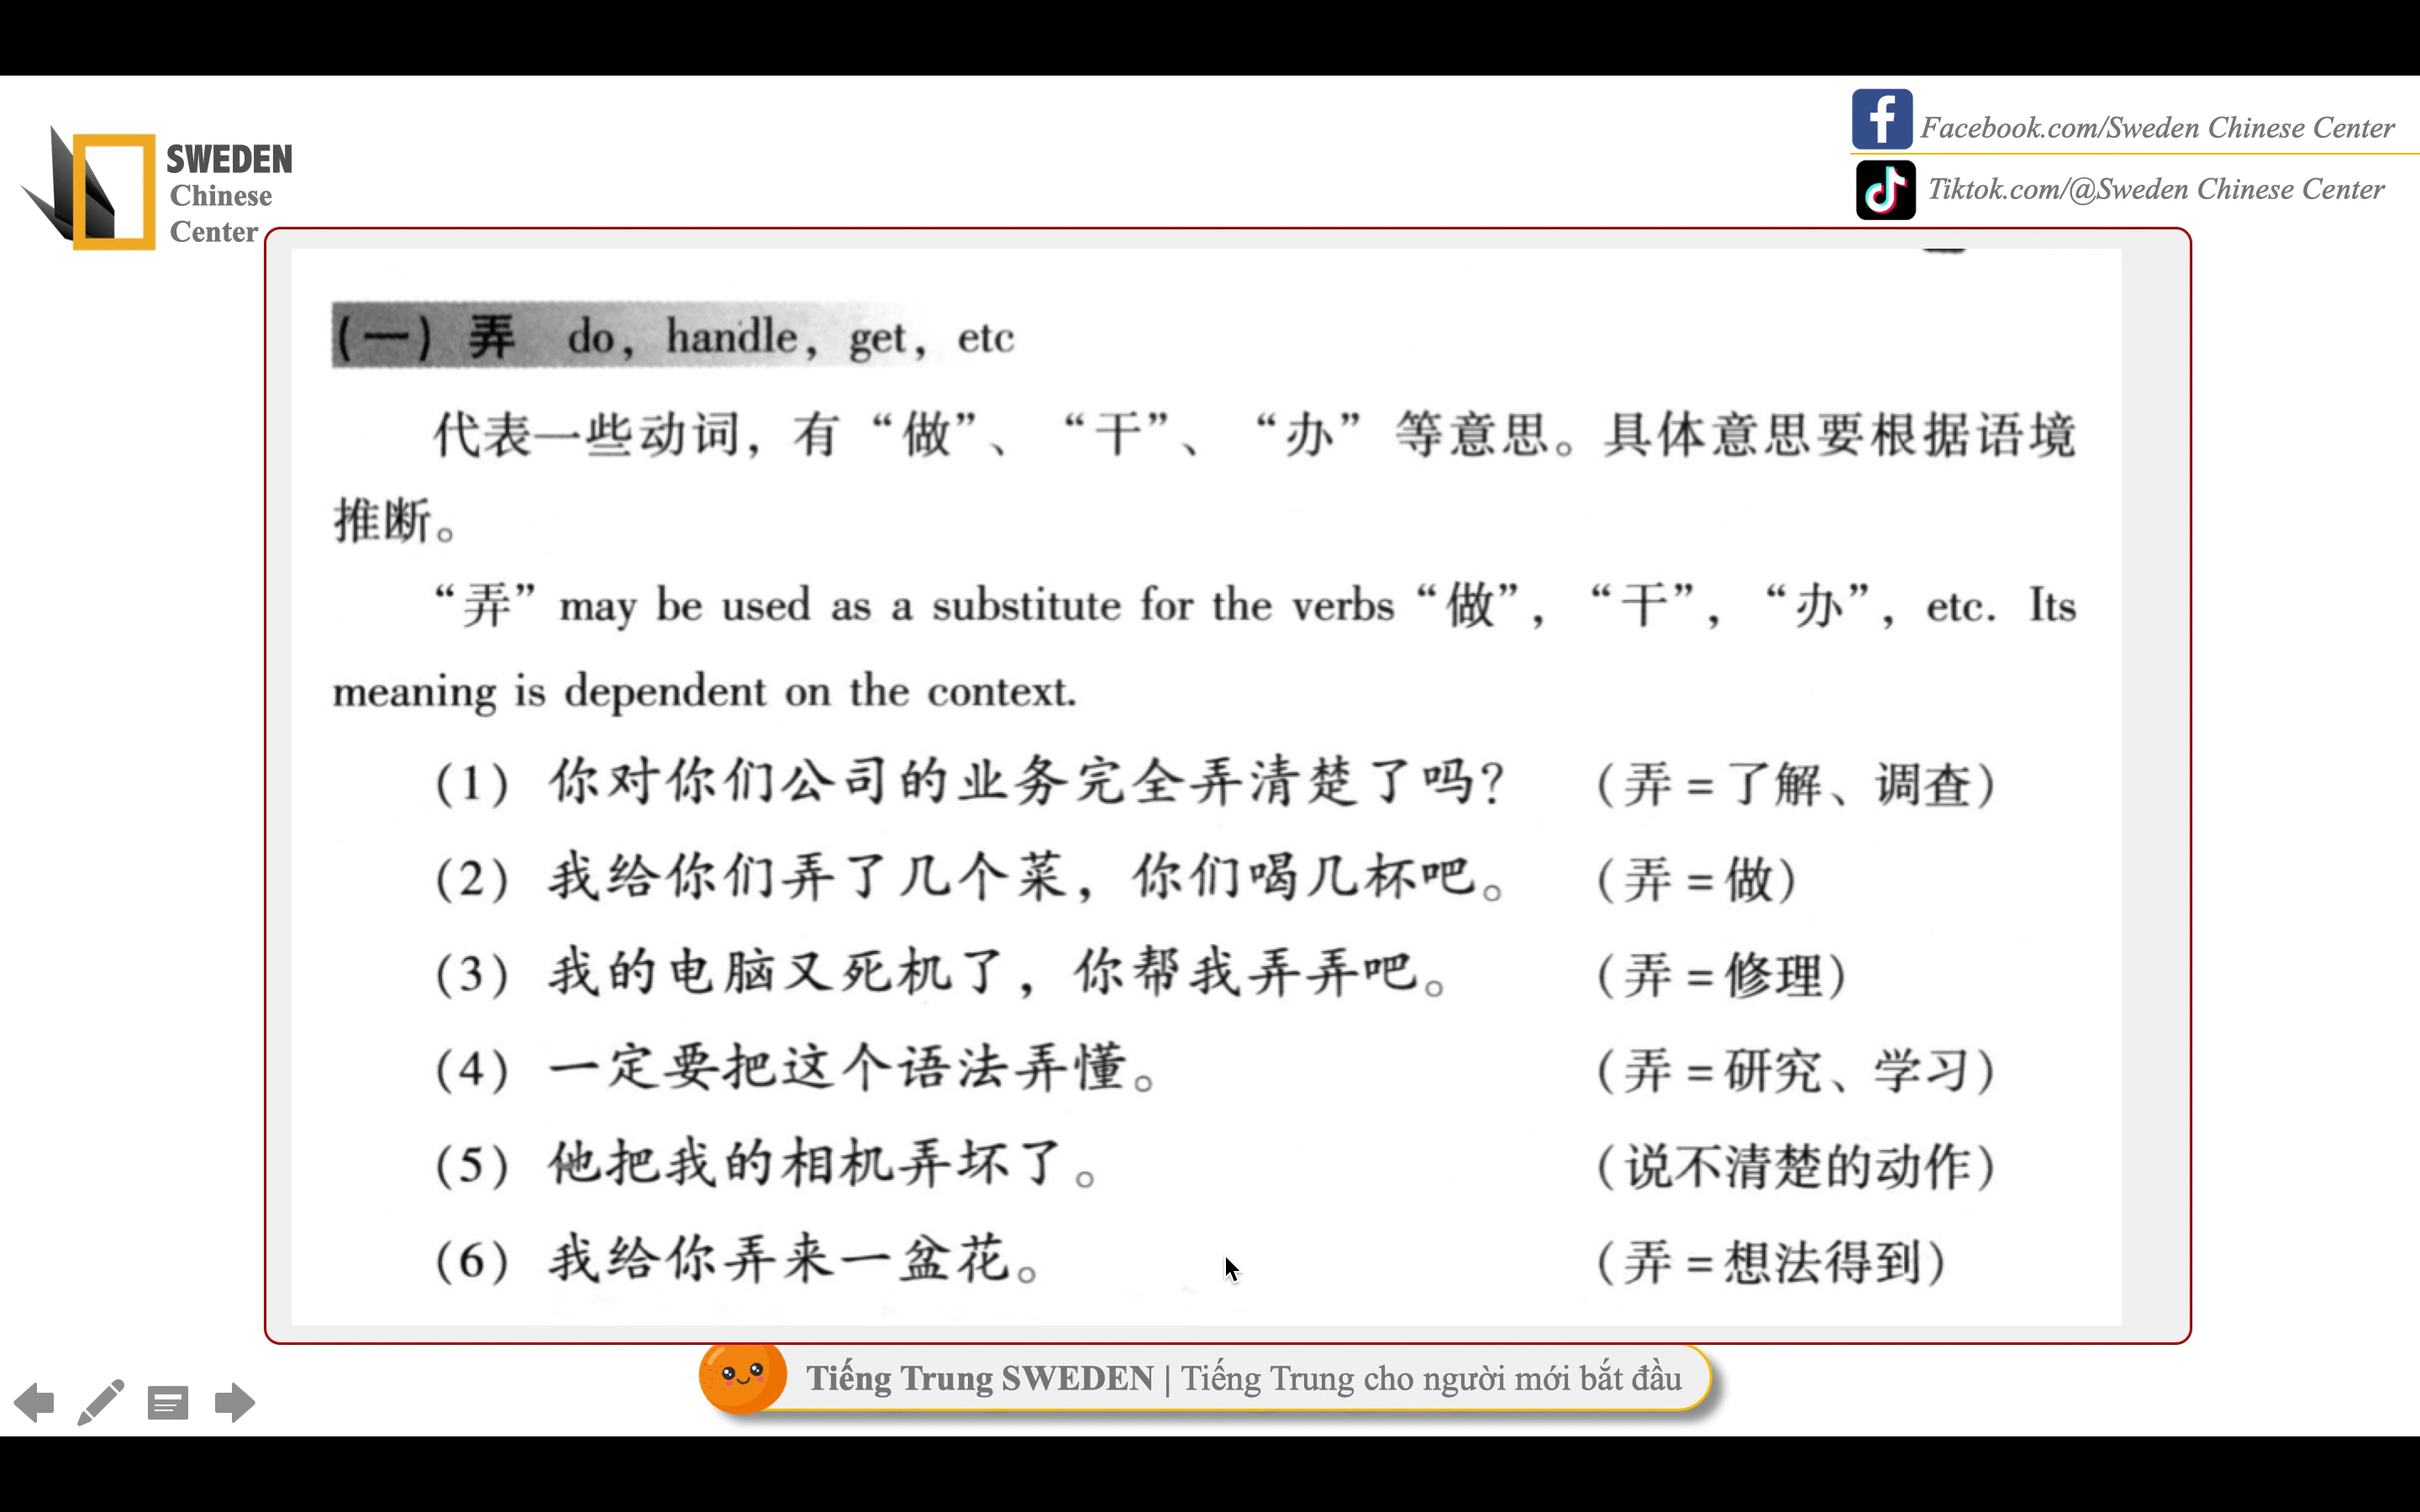 SWEDEN
Chinese
Center
Facebook.com/Sweden Chinese Center
Tiktok.com/@Sweden Chinese Center
(一) 弄 do, handle, get, etc
代表一些动词，有“做”、“干”、“办”等意思。具体意思要根据语境
推断。
“弄” may be used as a substitute for the verbs “做”, “干”, “办”, etc. Its
meaning is dependent on the context.
(1) 你对你们公司的业务完全弄清楚了吗？ (弄=了解、调查)
(2) 我给你们弄了几个菜，你们喝几杯吧。 (弄=做)
(3) 我的电脑又死机了，你帮我弄弄吧。 (弄=修理)
(4) 一定要把这个语法弄懂。 (弄=研究、学习)
(5) 他把我的相机弄坏了。 (说不清楚的动作)
(6) 我给你弄来一盆花。 (弄=想法得到)
Tiếng Trung SWEDEN | Tiếng Trung cho người mới bắt đầu